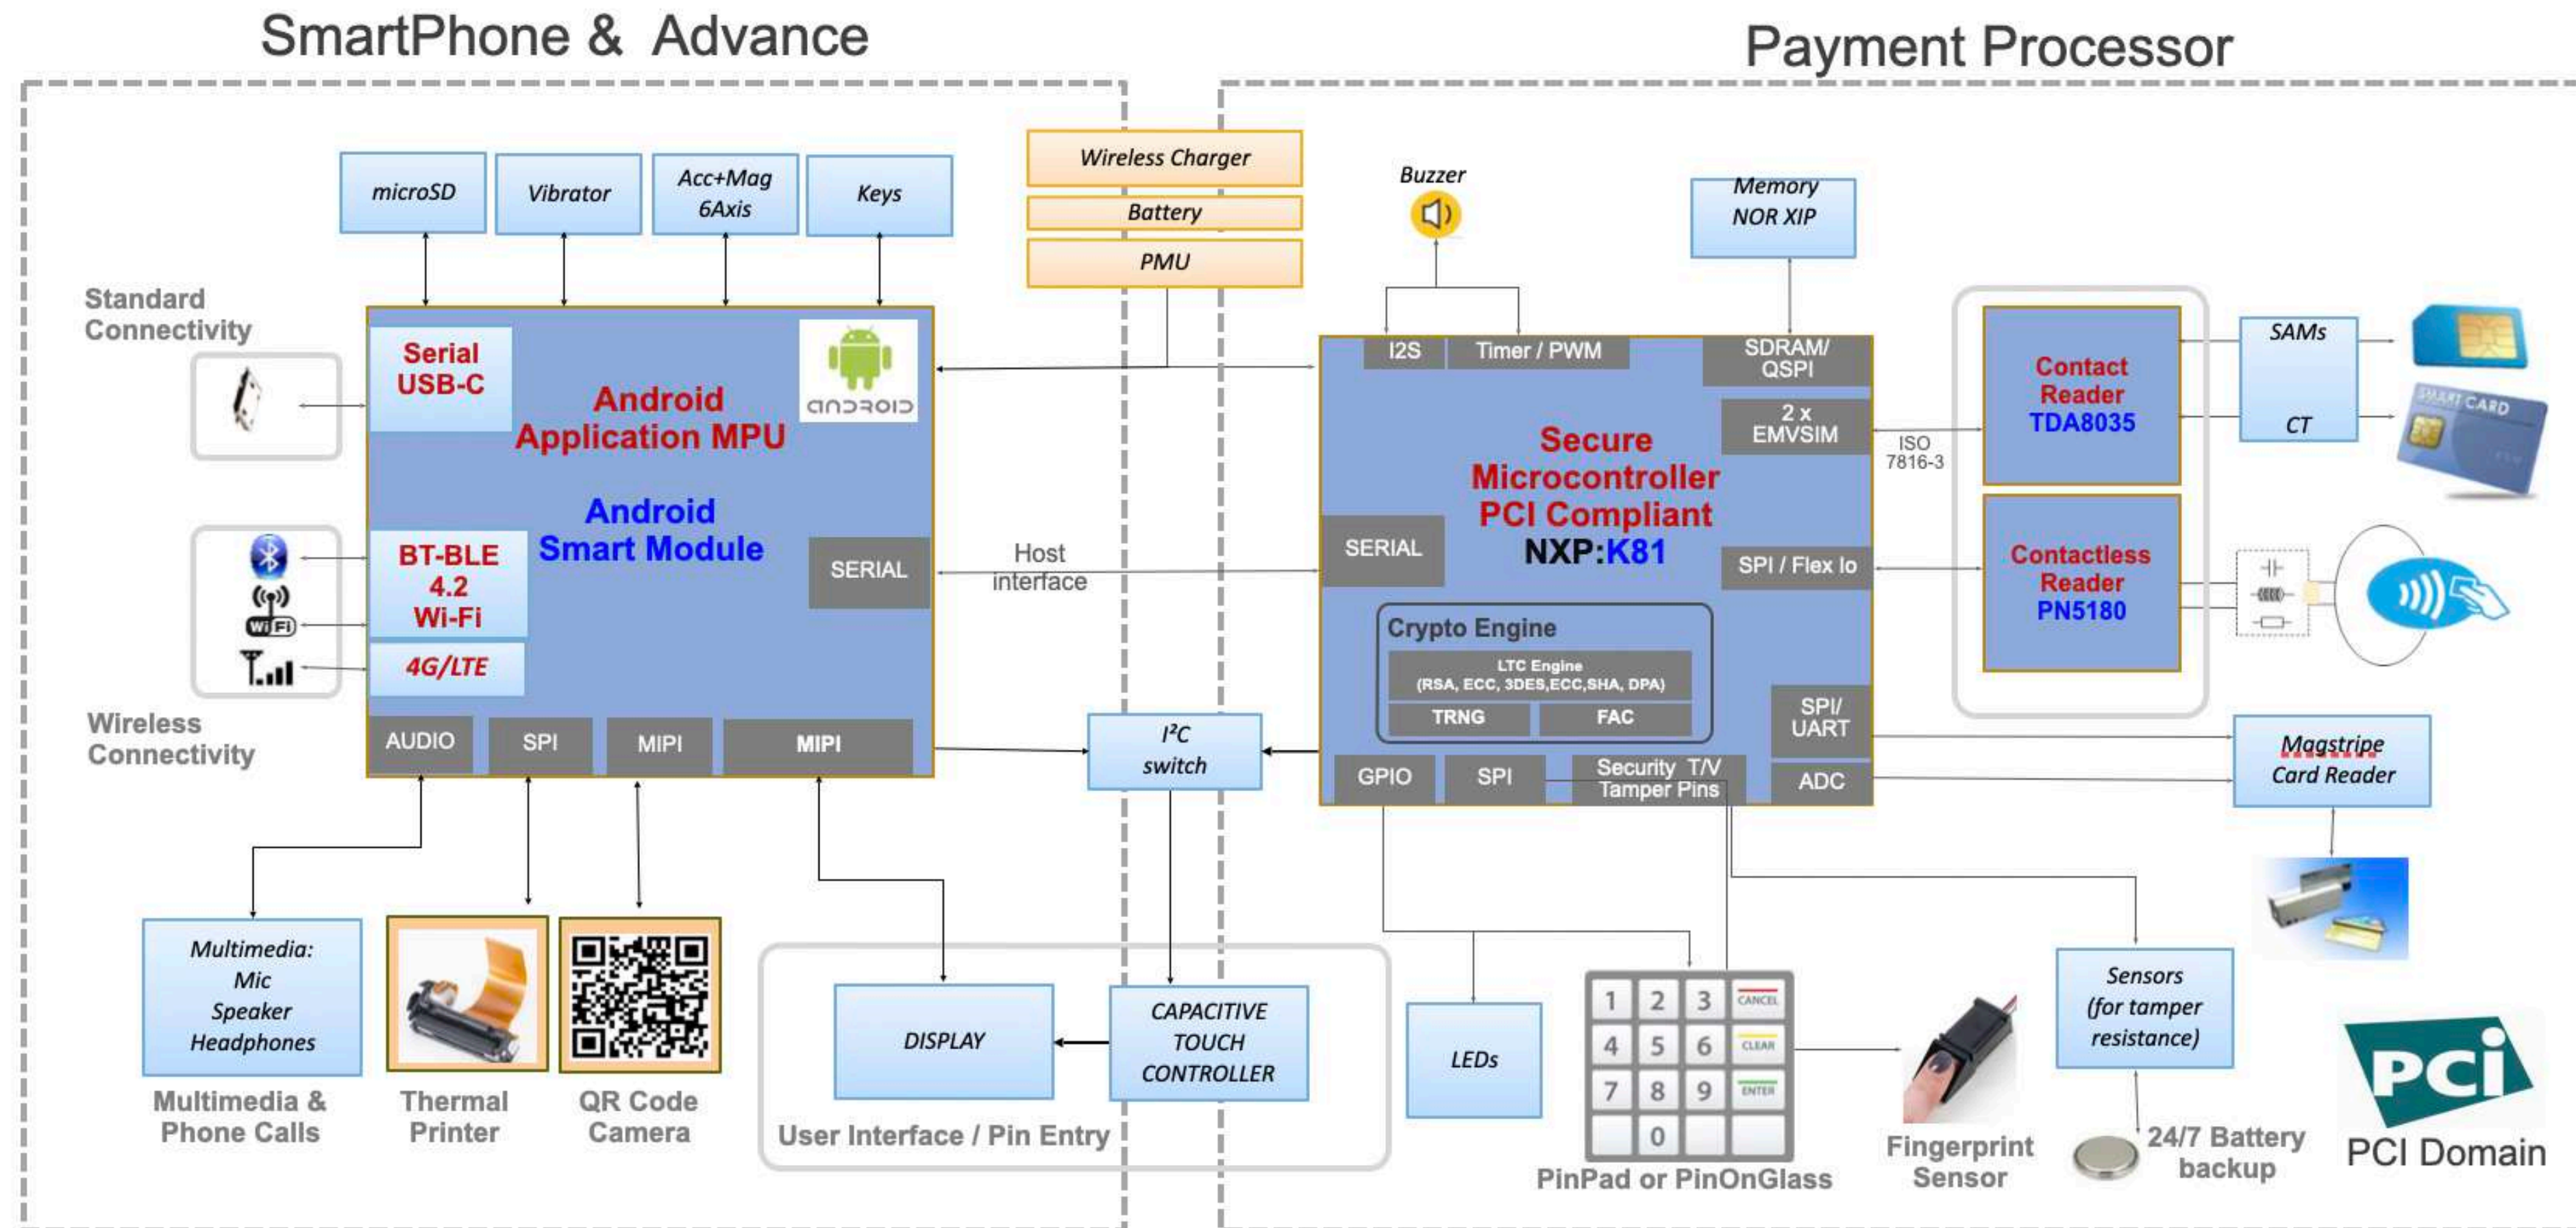 SmartPhone & Advance
Payment Processor
microSD
Vibrator
Acc+Mag
6Axis
Keys
Wireless Charger
Battery
PMU
Buzzer
Memory
NOR XIP
Standard
Connectivity
Serial
USB-C
Android
Application MPU
ANDROID
Android
Smart Module
BT-BLE
4.2
Wi-Fi
4G/LTE
WiFi
Wireless
Connectivity
SERIAL
AUDIO
SPI
MIPI
MIPI
Host
interface
I²C
switch
I2S
Timer / PWM
SDRAM/
QSPI
2 x
EMVSIM
Secure
Microcontroller
PCI Compliant
NXP:K81
SERIAL
SPI / Flex Io
Crypto Engine
LTC Engine
(RSA, ECC, 3DES,ECC,SHA, DPA)
TRNG
FAC
SPI/
UART
GPIO
SPI
Security T/V
Tamper Pins
ADC
ISO
7816-3
Contact
Reader
TDA8035
Contactless
Reader
PN5180
SAMs
CT
SMART CARD
Magstripe
Card Reader
Multimedia:
Mic
Speaker
Headphones
Multimedia &
Phone Calls
Thermal
Printer
QR Code
Camera
DISPLAY
CAPACITIVE
TOUCH
CONTROLLER
User Interface / Pin Entry
LEDs
1 2 3 CANCEL
4 5 6 CLEAR
7 8 9 ENTER
0
PinPad or PinOnGlass
Fingerprint
Sensor
Sensors
(for tamper
resistance)
24/7 Battery
backup
PCi
PCI Domain